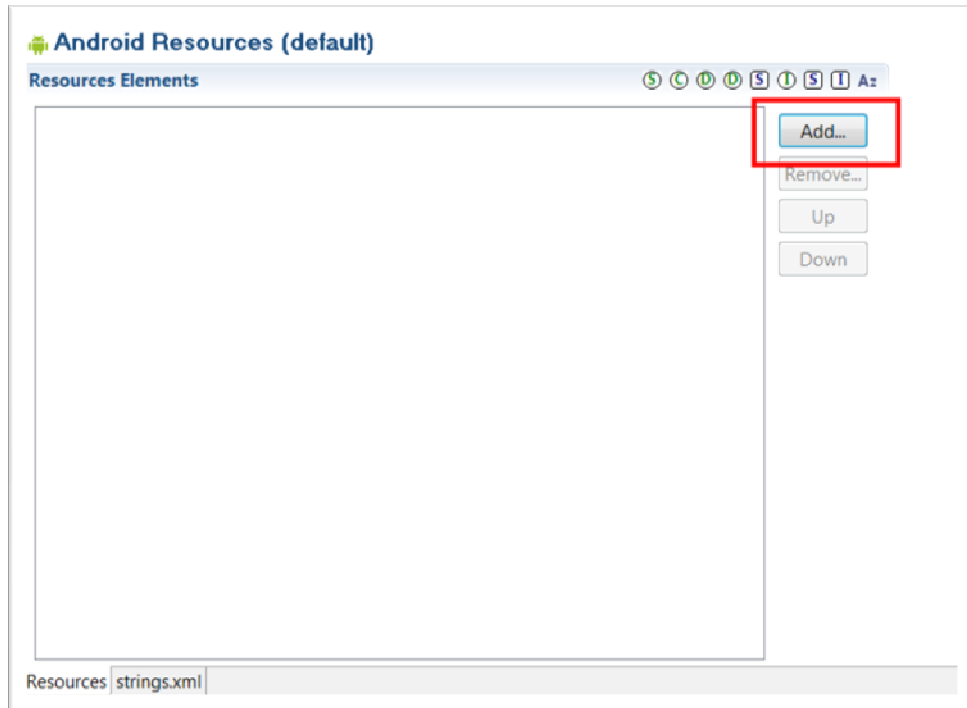 Android Resources (default)
Resources Elements
S C D D S I S I Az
Add...
Remove...
Up
Down
Resources strings.xml